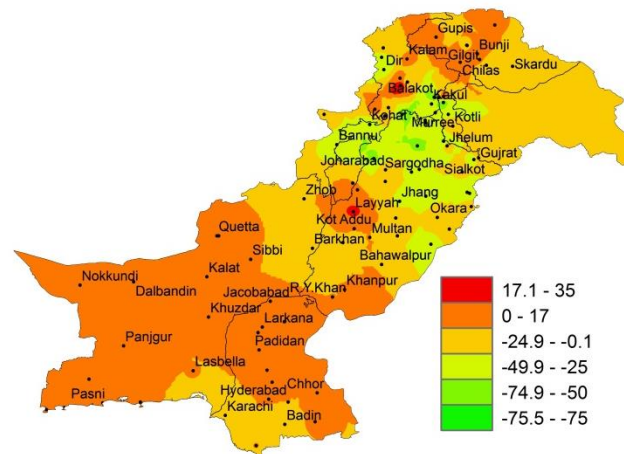 Gupis
Kalam
Gilgit
Bunji
Dir
Chilas
Skardu
Balakot
Kakul
Kohat
Murree
Kotli
Bannu
Jhelum
Gujrat
Joharabad
Sargodha
Sialkot
Zhob
Jhang
Layyah
Okara
Kot Addu
Quetta
Multan
Barkhan
Sibbi
Bahawalpur
Nokkundi
Kalat
Khanpur
Dalbandin
Jacobabad
R.Y.Khan
Khuzdar
Larkana
Panjgur
Padidan
Lasbella
Pasni
Hyderabad
Chhor
Karachi
Badin
17.1 - 35
0 - 17
-24.9 - -0.1
-49.9 - -25
-74.9 - -50
-75.5 - -75